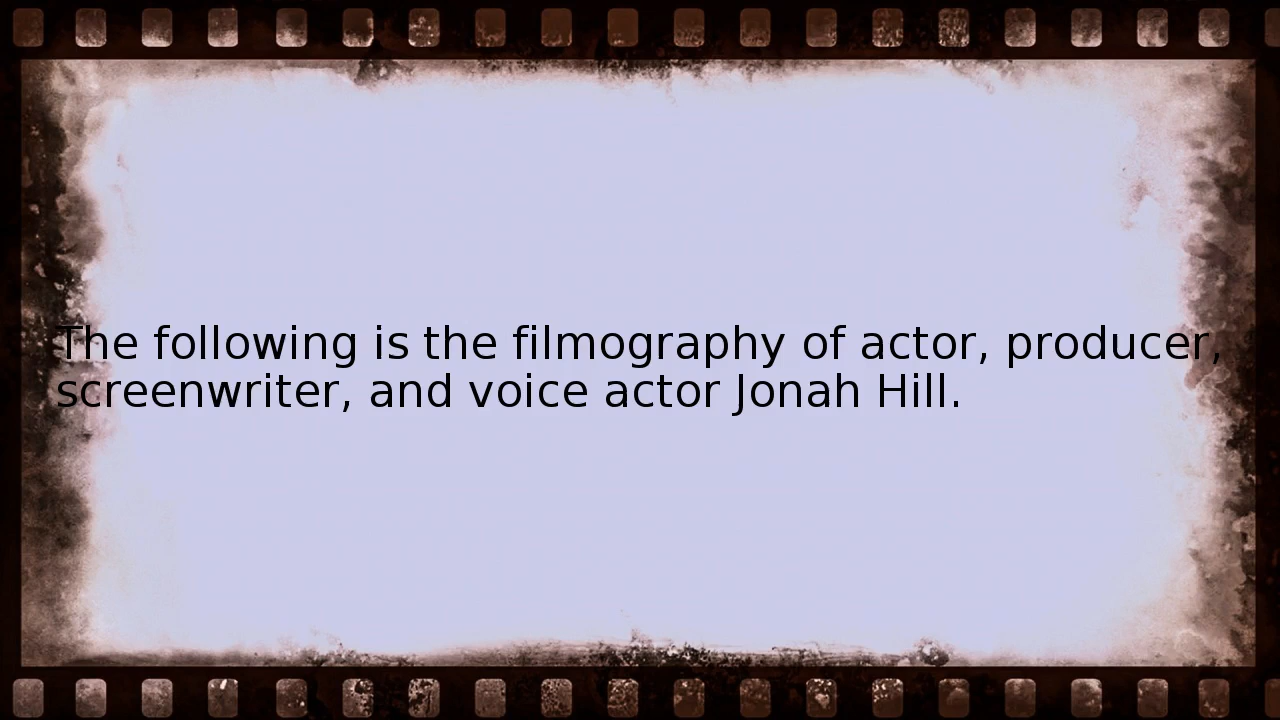 The following is the filmography of actor, producer,
screenwriter, and voice actor Jonah Hill.